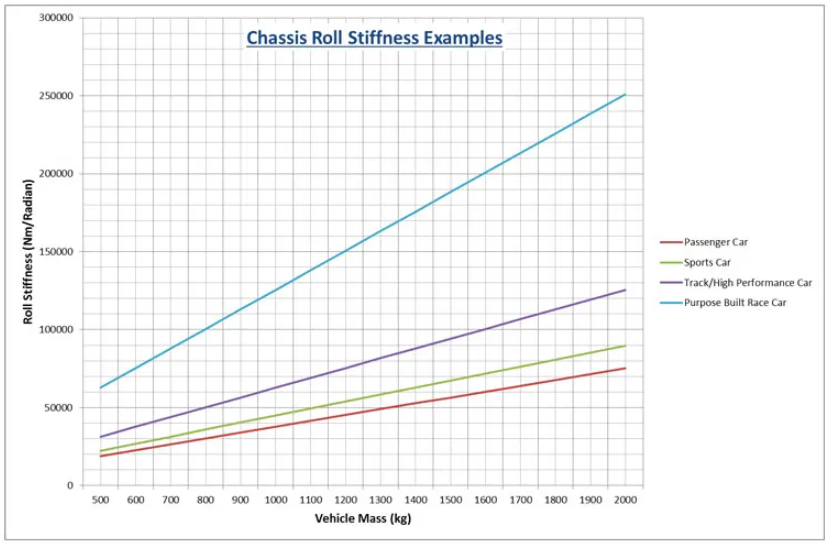 Chassis Roll Stiffness Examples
300000
250000
200000
150000
100000
50000
0
Roll Stiffness (Nm/Radian)
500 600 700 800 900 1000 1100 1200 1300 1400 1500 1600 1700 1800 1900 2000
Vehicle Mass (kg)
Passenger Car
Sports Car
Track/High Performance Car
Purpose Built Race Car